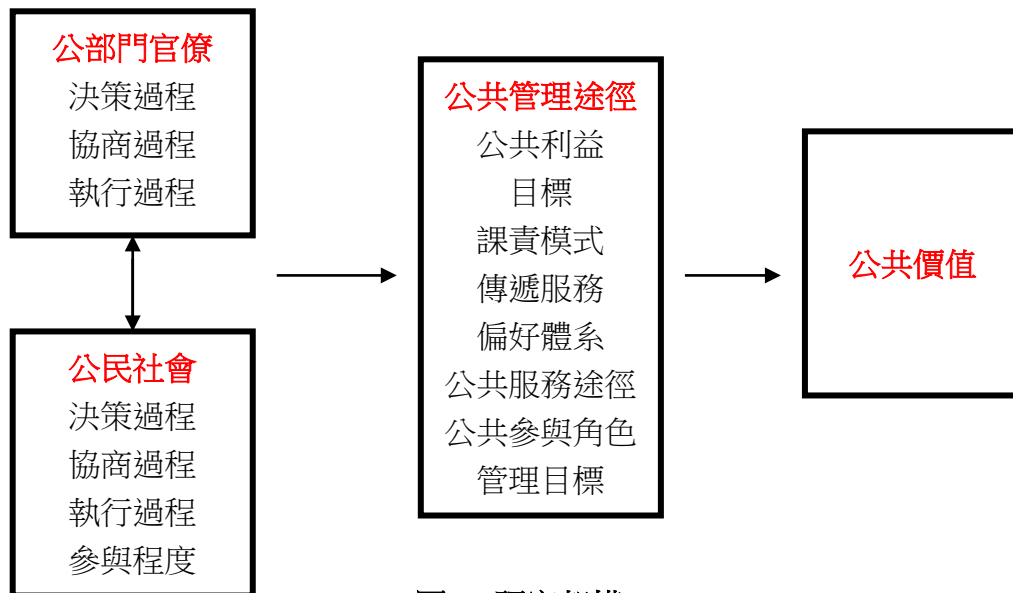 公部門官僚
決策過程
協商過程
執行過程
公民社會
決策過程
協商過程
執行過程
參與程度
公共管理途徑
公共利益
目標
課責模式
傳遞服務
偏好體系
公共服務途徑
公共參與角色
管理目標
公共價值